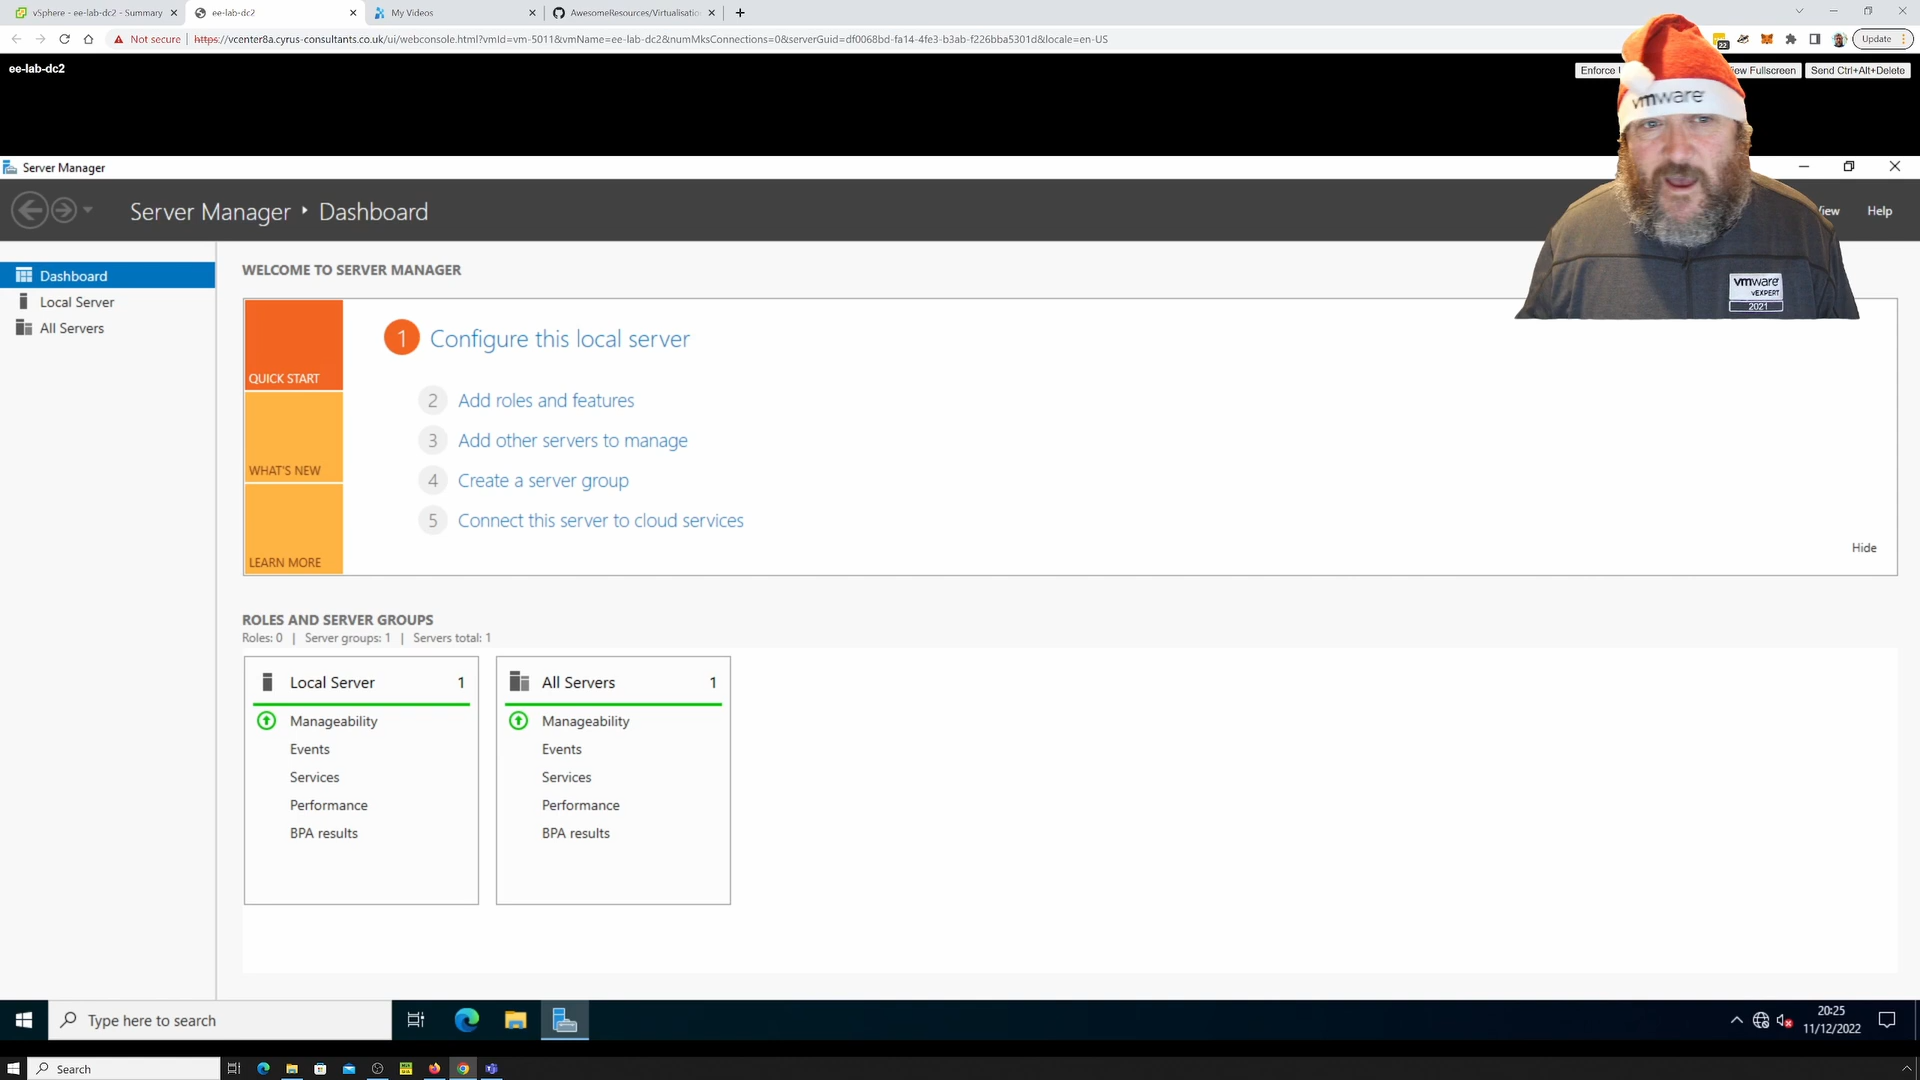 vSphere - ee-lab-dc2 - Summary
ee-lab-dc2
My Videos
AwesomeResources/Virtualisatio
Not secure
https://vcenter8a.cyrus-consultants.co.uk/ui/webconsole.html?vmId=vm-5011&vmName=ee-lab-dc2&numMksConnections=0&serverGuid=df0068bd-fa14-4fe3-b3ab-f226bba5301d&locale=en-US
22
Update
ee-lab-dc2
Enforce
View Fullscreen
Send Ctrl+Alt+Delete
vmware
Server Manager
Server Manager
Dashboard
View
Help
Dashboard
Local Server
All Servers
WELCOME TO SERVER MANAGER
vmware
vEXPERT
2021
QUICK START
WHAT'S NEW
LEARN MORE
1 Configure this local server
2 Add roles and features
3 Add other servers to manage
4 Create a server group
5 Connect this server to cloud services
Hide
ROLES AND SERVER GROUPS
Roles: 0 | Server groups: 1 | Servers total: 1
Local Server 1
Manageability
Events
Services
Performance
BPA results
All Servers 1
Manageability
Events
Services
Performance
BPA results
Type here to search
20:25
11/12/2022
Search